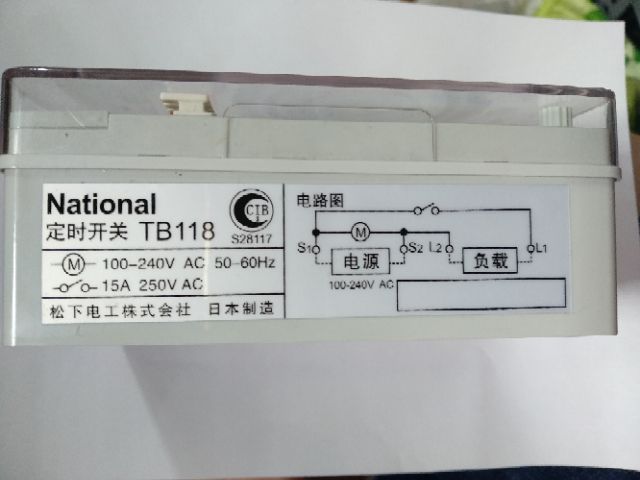 National
定时开关 TB118
CIB
S28117
M 100-240V AC 50-60Hz
15A 250V AC
松下电工株式会社 日本制造
电路图
M
S1 电源 S2 L2 负载 L1
100-240V AC